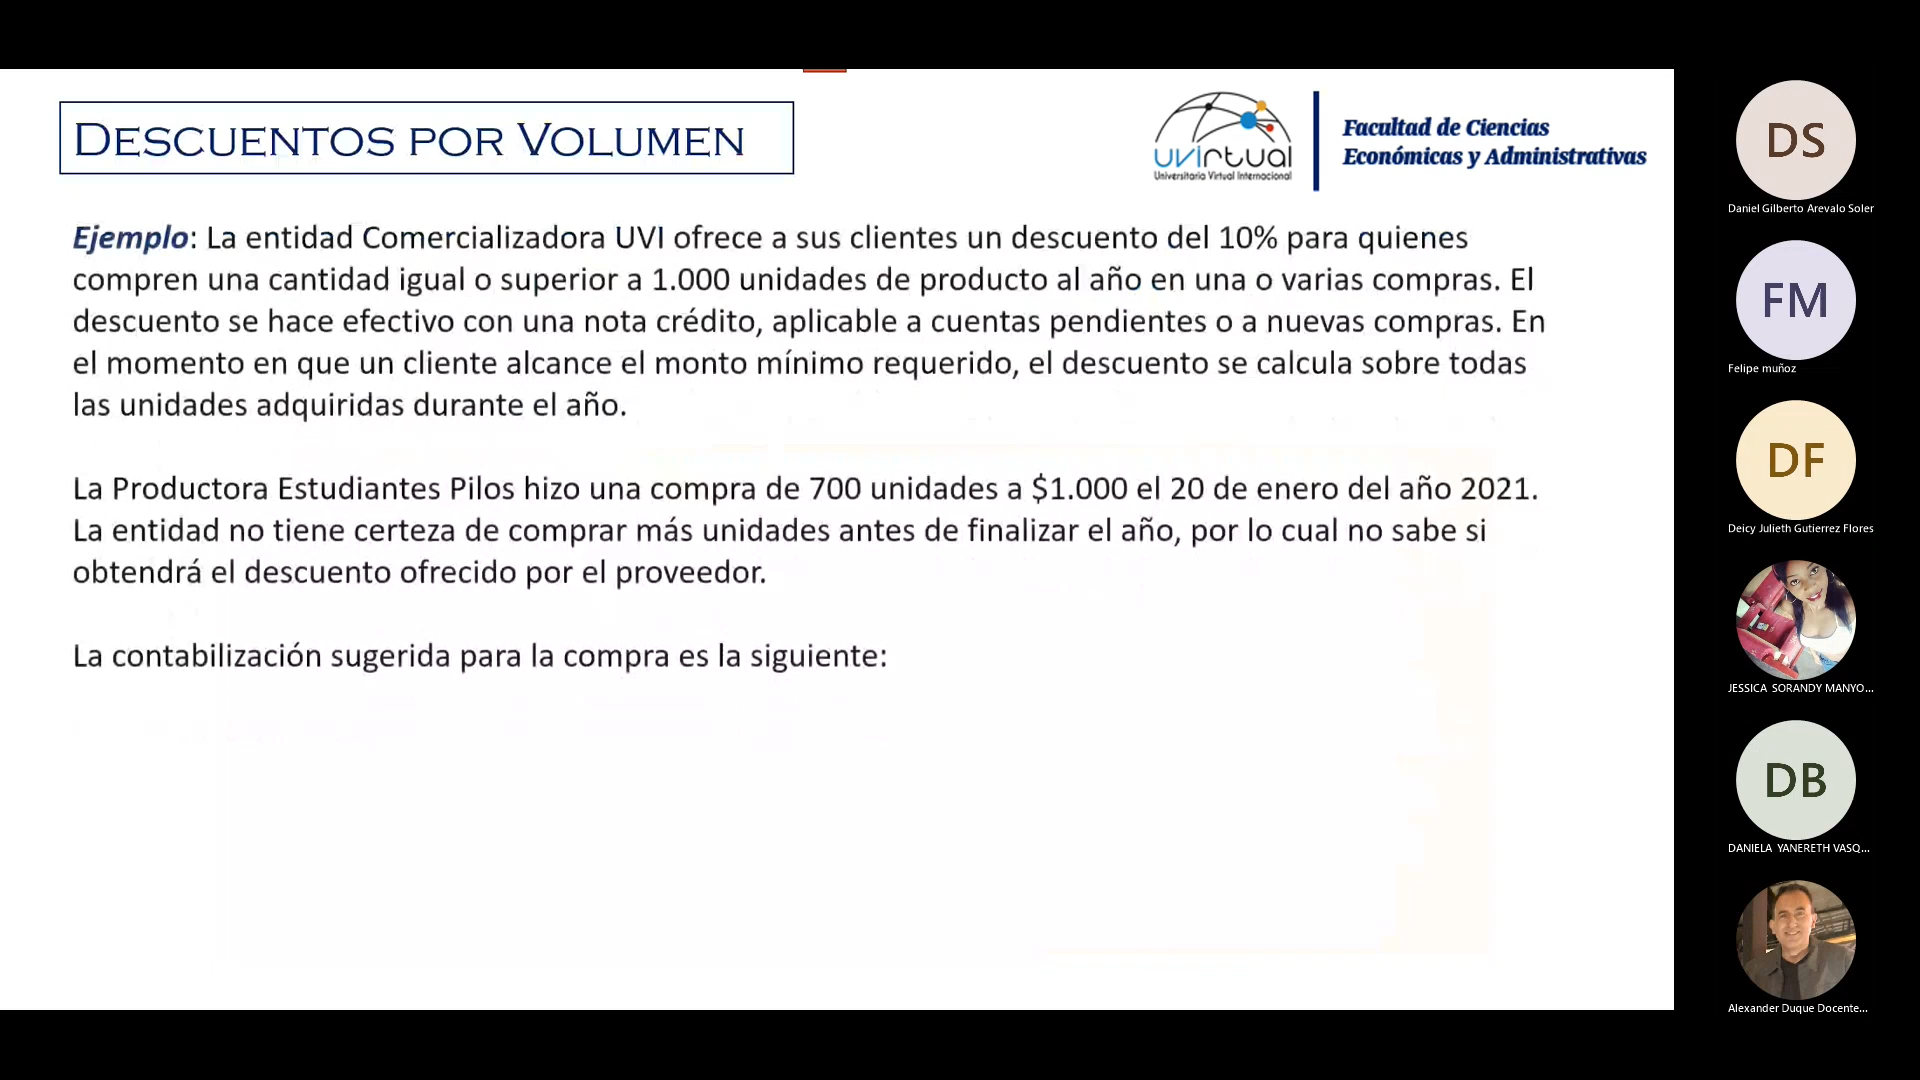 DESCUENTOS POR VOLUMEN
uvirtual
Universitaria Virtual Internacional
Facultad de Ciencias
Económicas y Administrativas
Ejemplo: La entidad Comercializadora UVI ofrece a sus clientes un descuento del 10% para quienes
compren una cantidad igual o superior a 1.000 unidades de producto al año en una o varias compras. El
descuento se hace efectivo con una nota crédito, aplicable a cuentas pendientes o a nuevas compras. En
el momento en que un cliente alcance el monto mínimo requerido, el descuento se calcula sobre todas
las unidades adquiridas durante el año.
La Productora Estudiantes Pilos hizo una compra de 700 unidades a $1.000 el 20 de enero del año 2021.
La entidad no tiene certeza de comprar más unidades antes de finalizar el año, por lo cual no sabe si
obtendrá el descuento ofrecido por el proveedor.
La contabilización sugerida para la compra es la siguiente:
DS
Daniel Gilberto Arevalo Soler
FM
Felipe muñoz
DF
Deicy Julieth Gutierrez Flores
JESSICA SORANDY MANYO...
DB
DANIELA YANERETH VASQ...
Alexander Duque Docente...